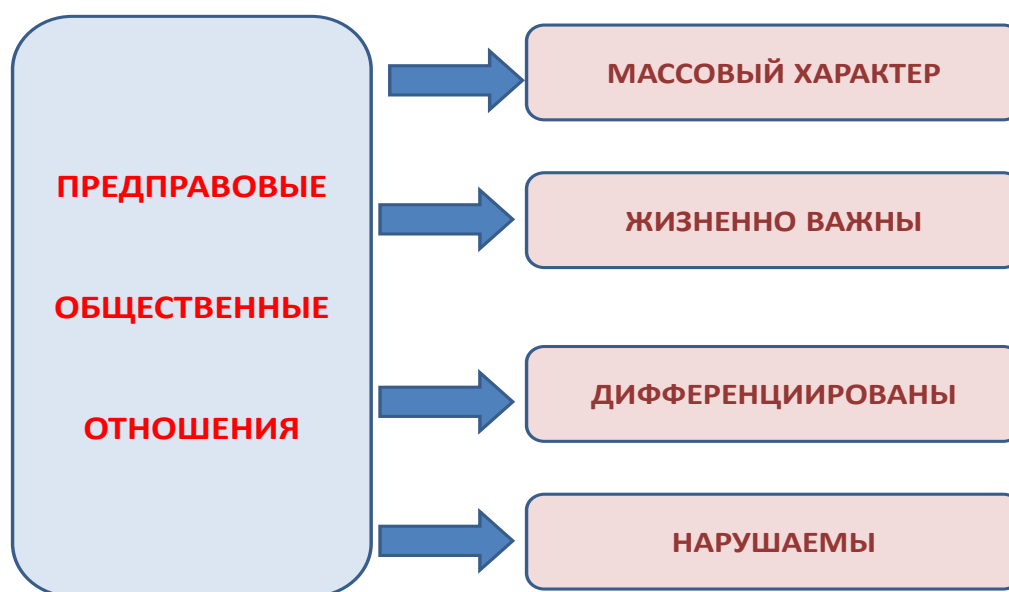 ПРЕДПРАВОВЫЕ
ОБЩЕСТВЕННЫЕ
ОТНОШЕНИЯ
МАССОВЫЙ ХАРАКТЕР
ЖИЗНЕННО ВАЖНЫ
ДИФФЕРЕНЦИИРОВАНЫ
НАРУШАЕМЫ